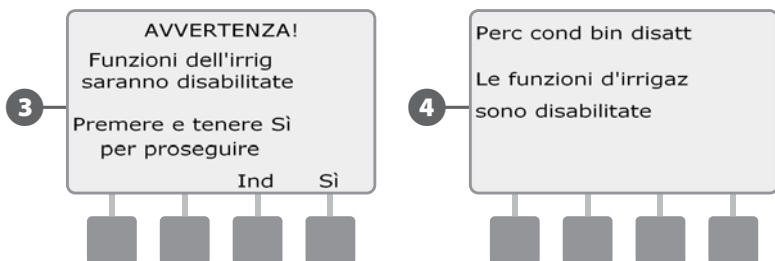 3
AVVERTENZA!
Funzioni dell'irrig
saranno disabilitate
Premere e tenere Sì
per proseguire
Ind Sì
4
Perc cond bin disatt
Le funzioni d'irrigaz
sono disabilitate